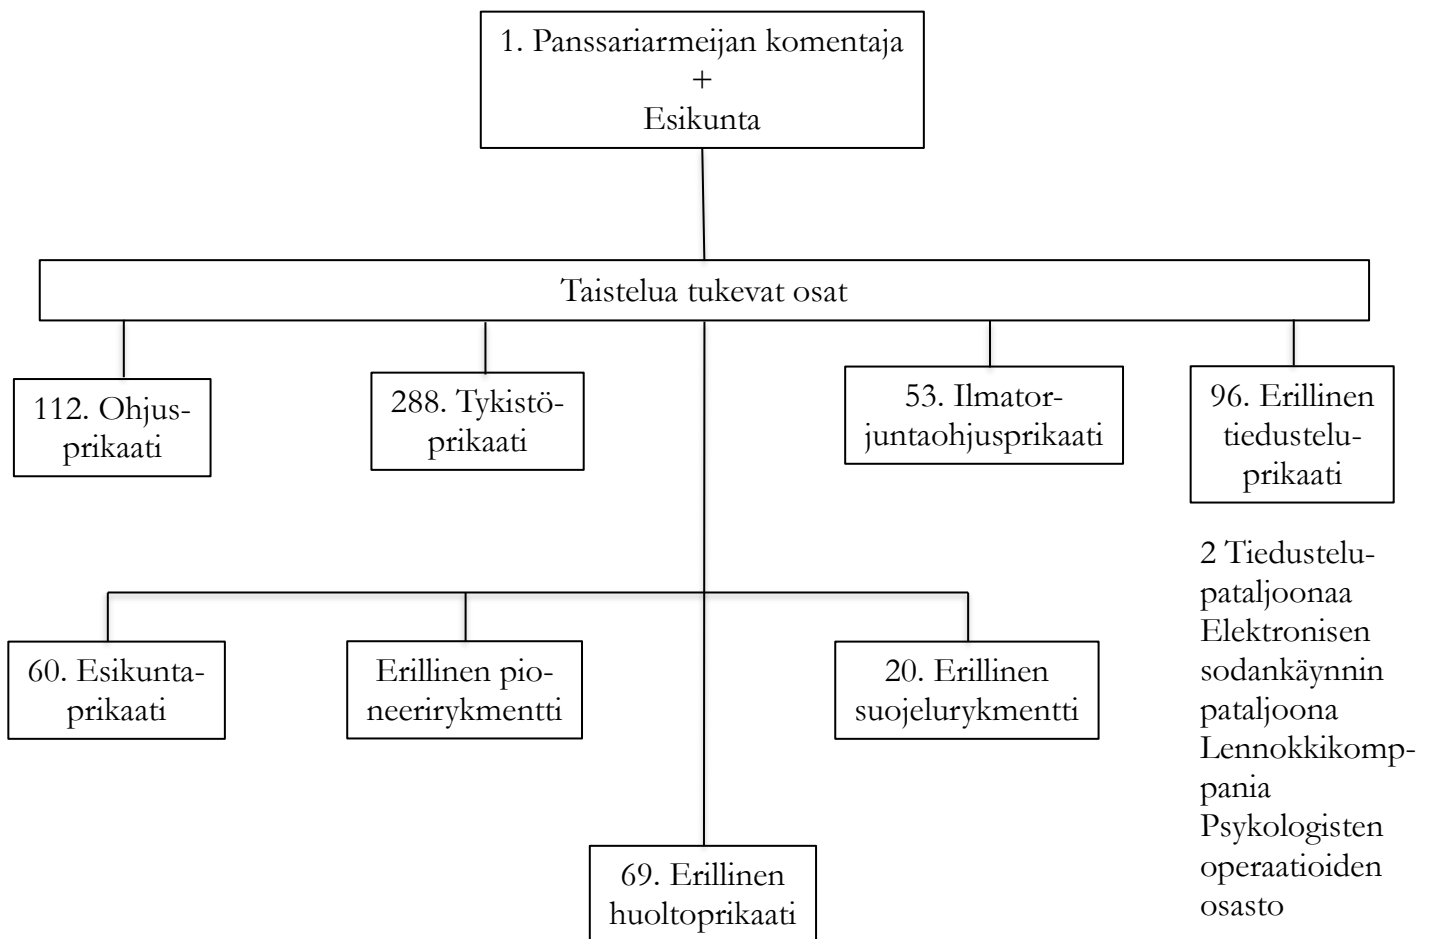 1. Panssariarmeijan komentaja
+
Esikunta
Taistelua tukevat osat
112. Ohjus-
prikaati
288. Tykistö-
prikaati
53. Ilmator-
juntaohjusprikaati
96. Erillinen
tiedustelu-
prikaati
2 Tiedustelu-
pataljoonaa
Elektronisen
sodankäynnin
pataljoona
Lennokkikomp-
pania
Psykologisten
operaatioiden
osasto
60. Esikunta-
prikaati
Erillinen pio-
neerirykmentti
20. Erillinen
suojelurykmentti
69. Erillinen
huoltoprikaati